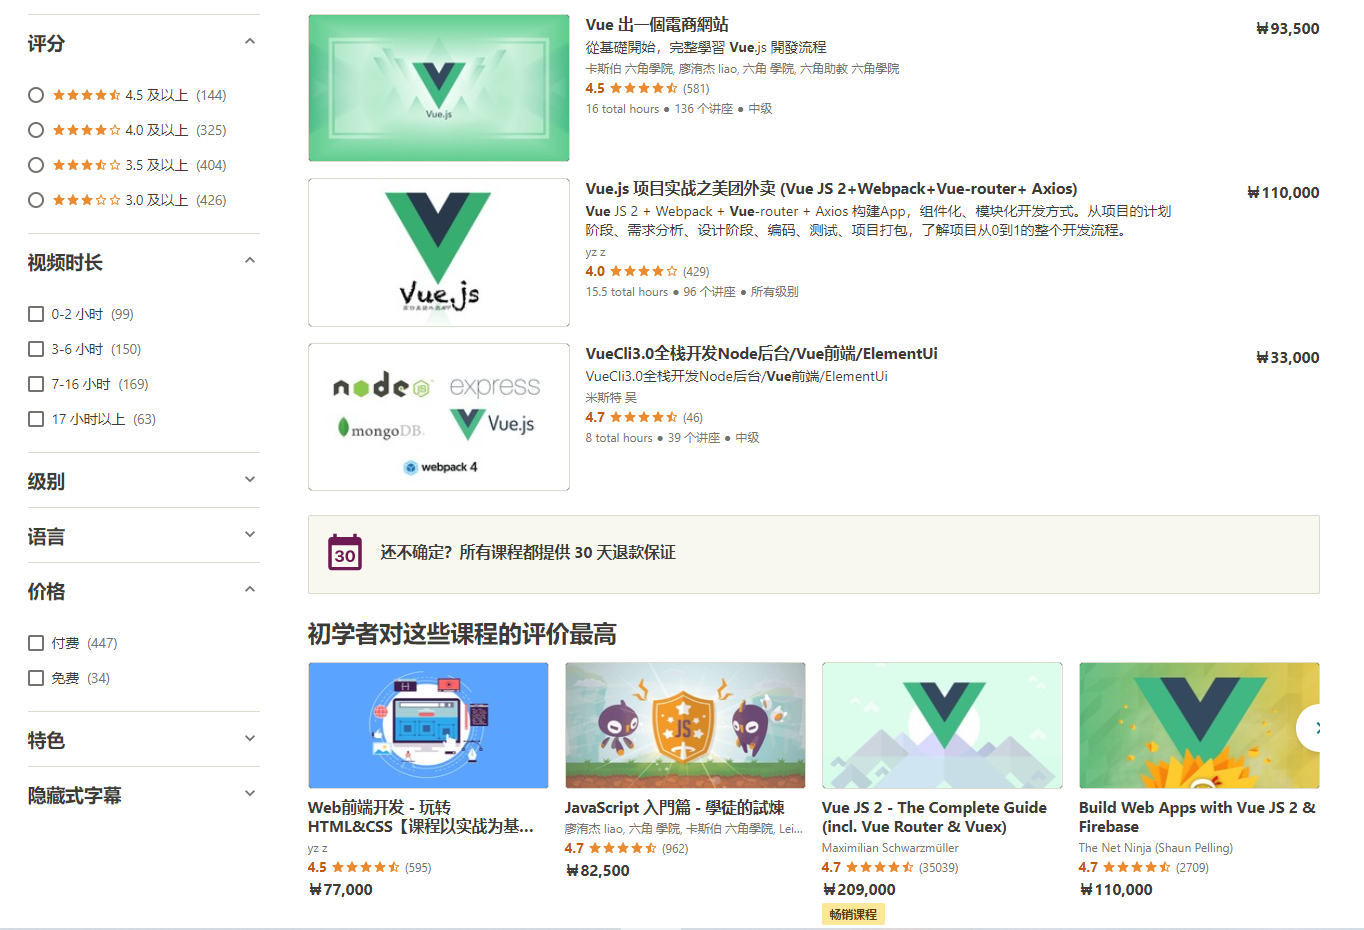 评分
4.5 及以上 (144)
4.0 及以上 (325)
3.5 及以上 (404)
3.0 及以上 (426)
视频时长
0-2 小时 (99)
3-6 小时 (150)
7-16 小时 (169)
17 小时以上 (63)
级别
语言
价格
付费 (447)
免费 (34)
特色
隐藏式字幕
Vue.js
Vue 出一個電商網站
₩93,500
從基礎開始，完整學習 Vue.js 開發流程
卡斯伯 六角學院, 廖洧杰 liao, 六角 學院, 六角助教 六角學院
4.5 (581)
16 total hours ● 136 个讲座 ● 中级
Vue.js
Vue.js 项目实战之美团外卖 (Vue JS 2+Webpack+Vue-router+ Axios)
₩110,000
Vue JS 2 + Webpack + Vue-router + Axios 构建App，组件化、模块化开发方式。从项目的计划
阶段、需求分析、设计阶段、编码、测试、项目打包，了解项目从0到1的整个开发流程。
yz z
4.0 (429)
15.5 total hours ● 96 个讲座 ● 所有级别
node JS express
mongoDB. Vue.js
webpack 4
VueCli3.0全栈开发Node后台/Vue前端/ElementUi
₩33,000
VueCli3.0全栈开发Node后台/Vue前端/ElementUi
米斯特 吴
4.7 (46)
8 total hours ● 39 个讲座 ● 中级
30
还不确定？所有课程都提供 30 天退款保证
初学者对这些课程的评价最高
Web前端开发 - 玩转
HTML&CSS【课程以实战为基...
yz z
4.5 (595)
₩77,000
JS
JavaScript 入門篇 - 學徒的試煉
廖洧杰 liao, 六角 學院, 卡斯伯 六角學院, Lei...
4.7 (962)
₩82,500
Vue JS 2 - The Complete Guide
(incl. Vue Router & Vuex)
Maximilian Schwarzmüller
4.7 (35039)
₩209,000
畅销课程
Build Web Apps with Vue JS 2 &
Firebase
The Net Ninja (Shaun Pelling)
4.7 (2709)
₩110,000